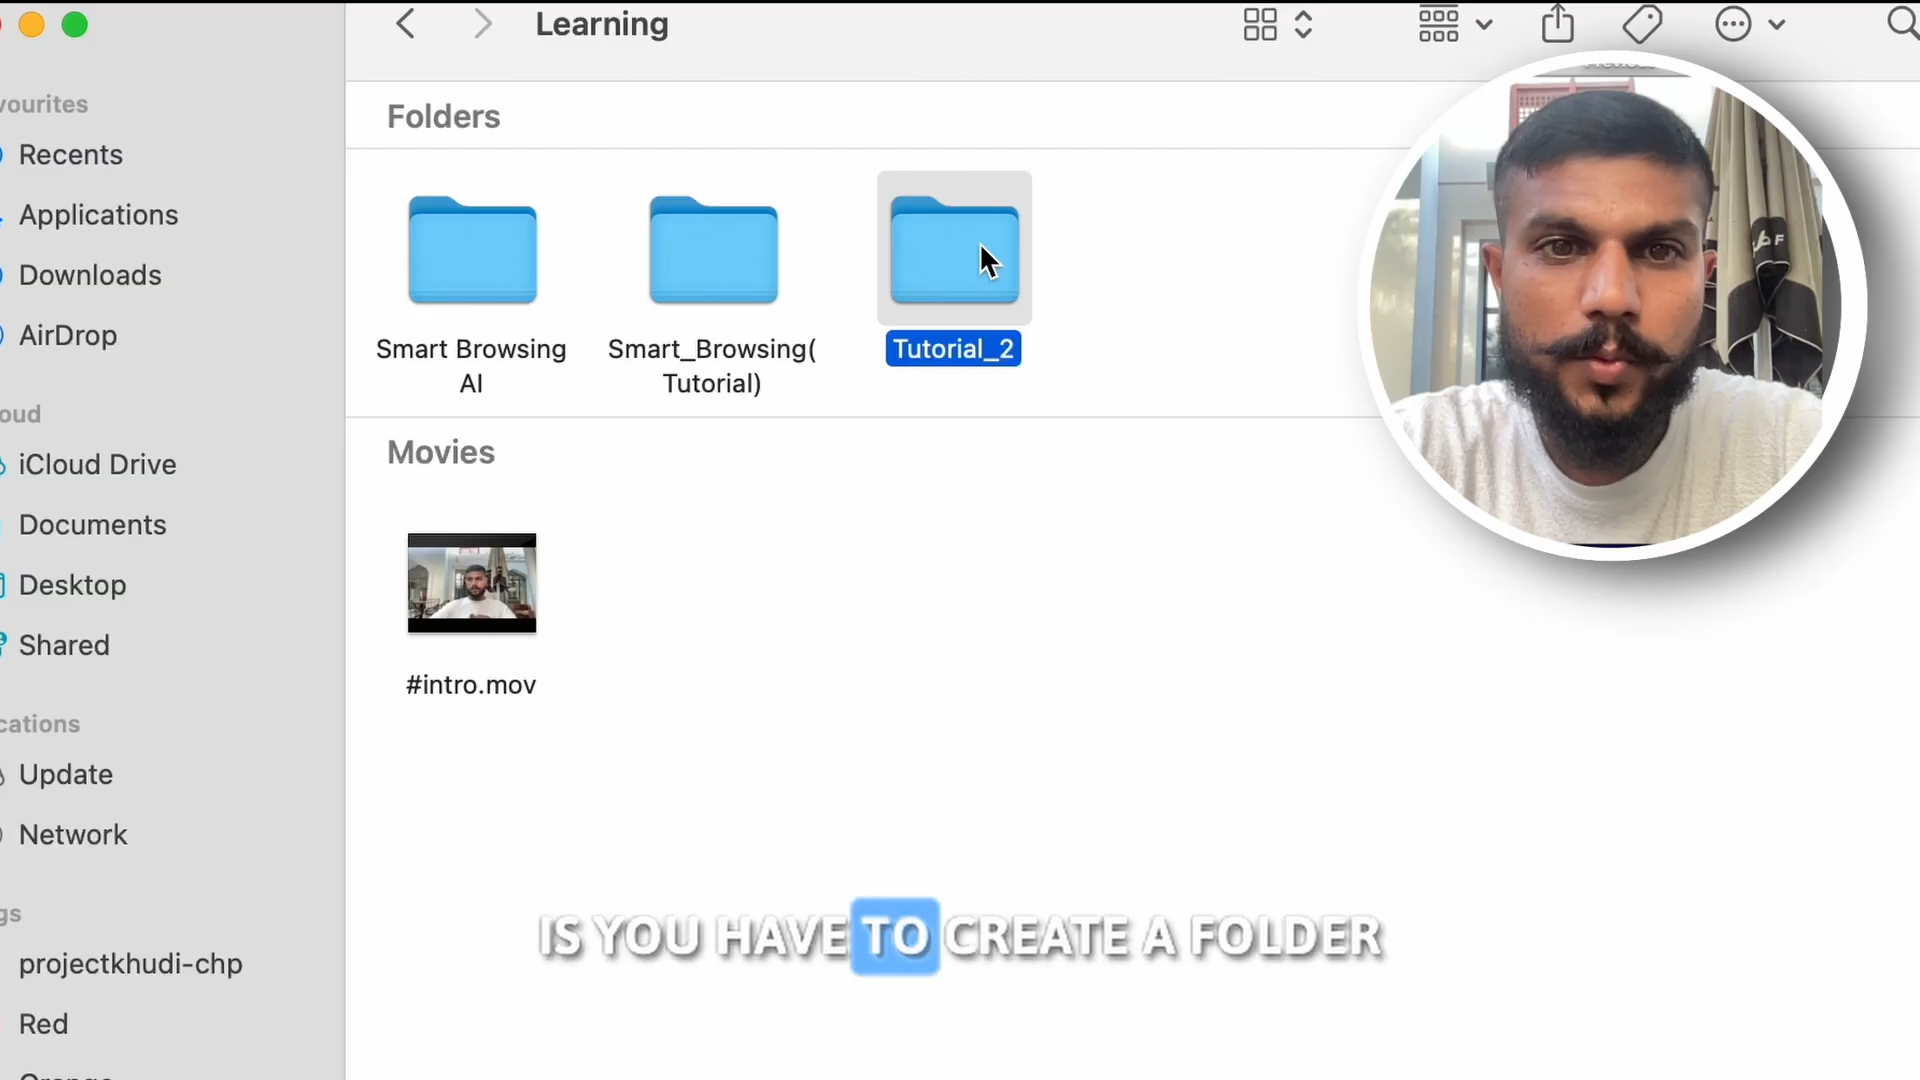 Learning
vourites
Recents
Applications
Downloads
AirDrop
oud
iCloud Drive
Documents
Desktop
Shared
cations
Update
Network
gs
projectkhudi-chp
Red
Folders
Smart Browsing
AI
Smart_Browsing(
Tutorial)
Tutorial_2
Movies
#intro.mov
IS YOU HAVE TO CREATE A FOLDER